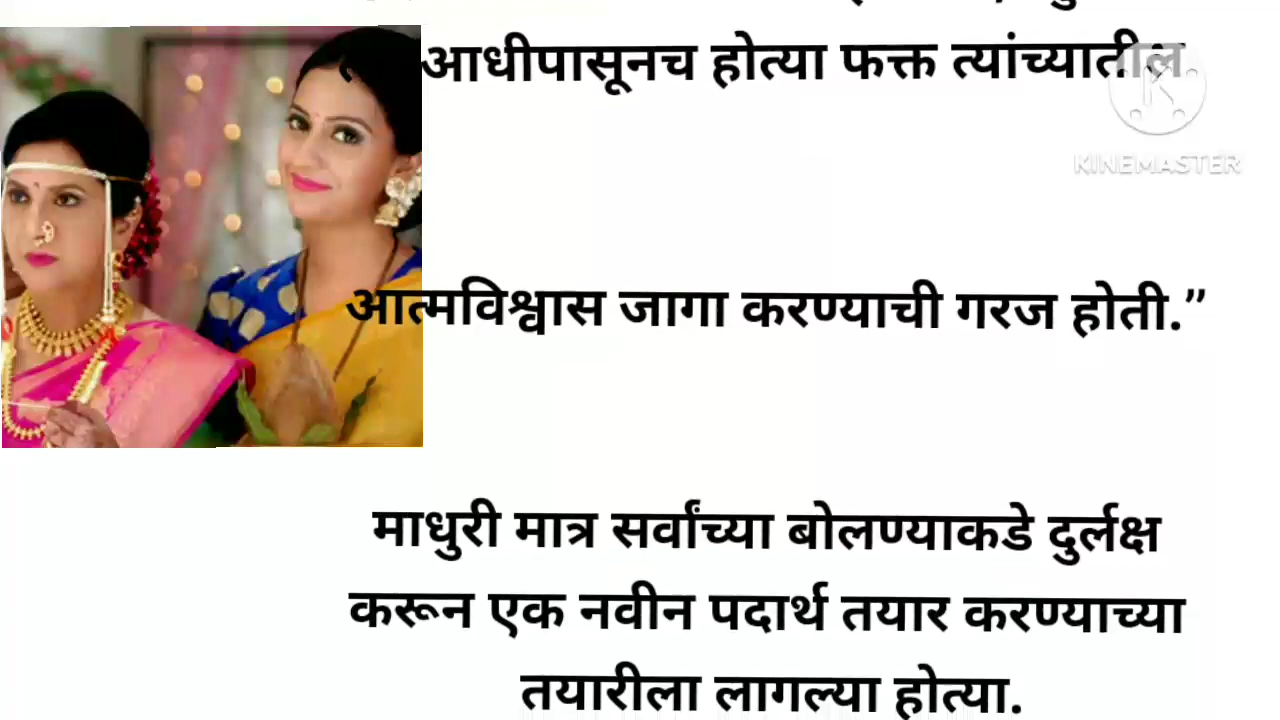 आधीपासूनच होत्या फक्त त्यांच्यातील
KINEMASTER
आत्मविश्वास जागा करण्याची गरज होती.”
माधुरी मात्र सर्वांच्या बोलण्याकडे दुर्लक्ष
करून एक नवीन पदार्थ तयार करण्याच्या
तयारीला लागल्या होत्या.